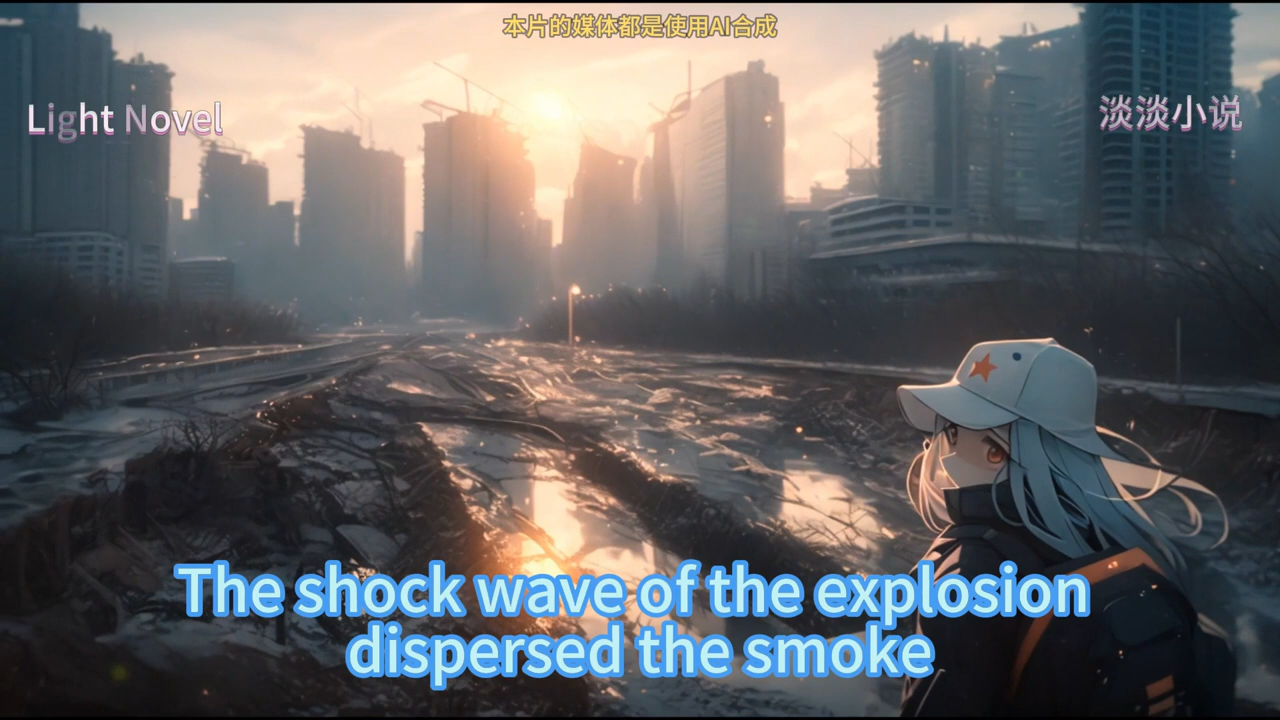 本片的媒体都是使用AI合成
Light Novel
淡淡小说
The shock wave of the explosion
dispersed the smoke